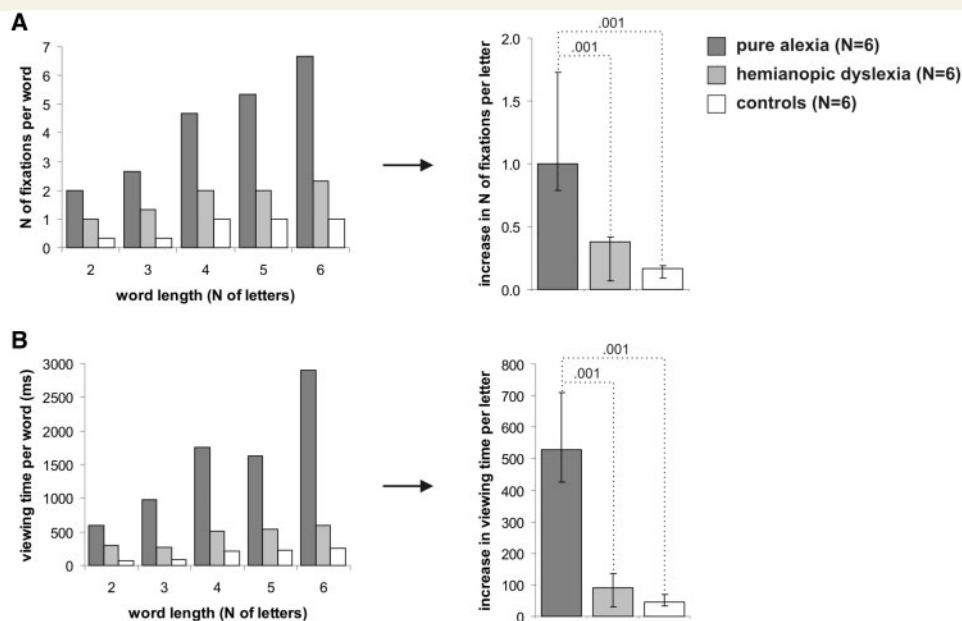 A
N of fixations per word
7
6
5
4
3
2
1
0
2 3 4 5 6
word length (N of letters)
increase in N of fixations per letter
2.0
1.5
1.0
0.5
0.0
.001
.001
pure alexia (N=6)
hemianopic dyslexia (N=6)
controls (N=6)
B
viewing time per word (ms)
3000
2500
2000
1500
1000
500
0
2 3 4 5 6
word length (N of letters)
increase in viewing time per letter
800
700
600
500
400
300
200
100
0
.001
.001